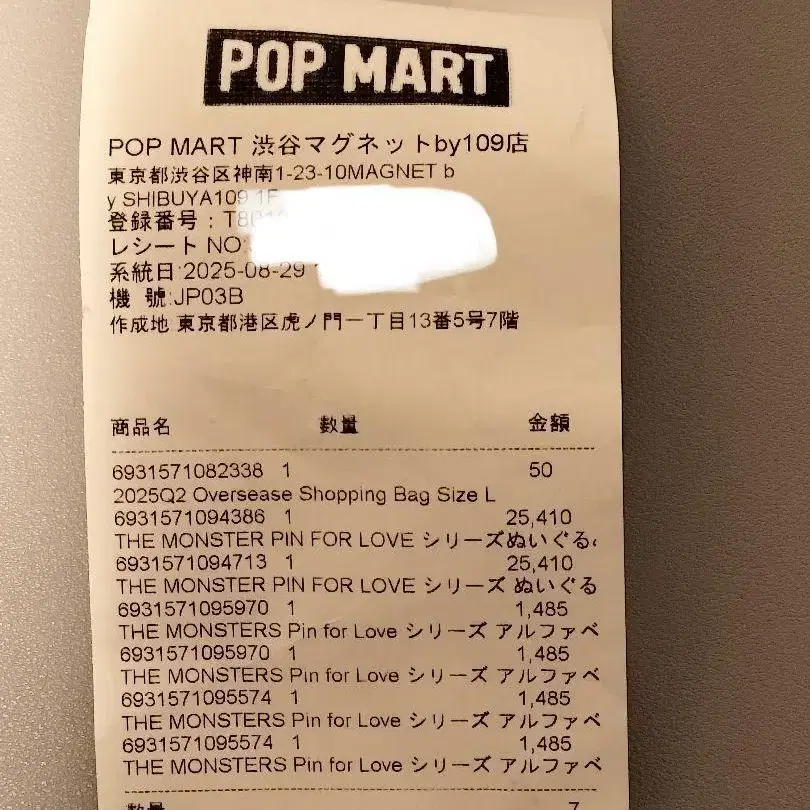 POP MART
POP MART 渋谷マグネットby109店
東京都渋谷区神南1-23-10MAGNET b
y SHIBUYA109 1F
登録番号：T8010
レシート NO:
系統日:2025-08-29
機 號:JP03B
作成地:東京都港区虎ノ門一丁目13番5号7階
商品名 數量 金額
6931571082338 1 50
2025Q2 Oversease Shopping Bag Size L
6931571094386 1 25,410
THE MONSTER PIN FOR LOVE シリーズぬいぐる
6931571094713 1 25,410
THE MONSTER PIN FOR LOVE シリーズ ぬいぐる
6931571095970 1 1,485
THE MONSTERS Pin for Love シリーズ アルファベ
6931571095970 1 1,485
THE MONSTERS Pin for Love シリーズ アルファベ
6931571095574 1 1,485
THE MONSTERS Pin for Love シリーズ アルファベ
6931571095574 1 1,485
THE MONSTERS Pin for Love シリーズ アルファベ
数量 7